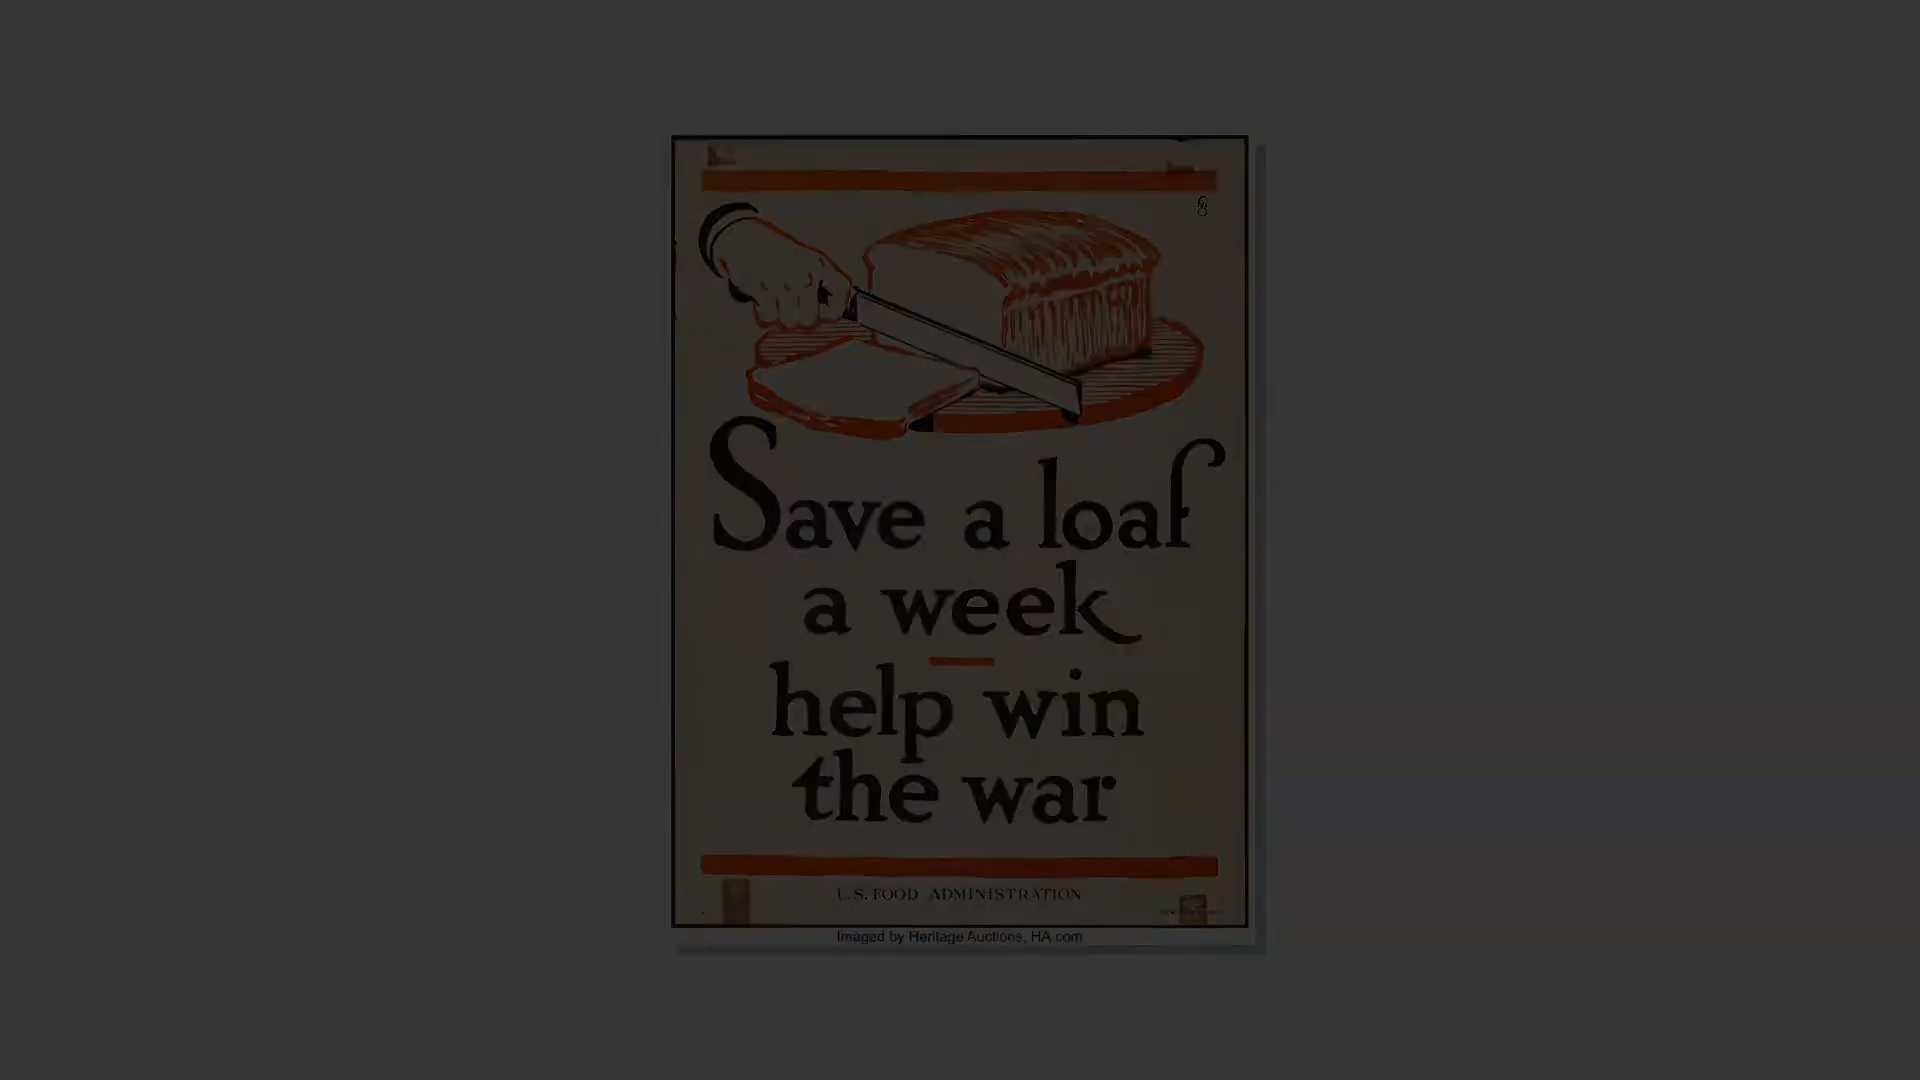 Save a loaf
a week
help win
the war
U.S. FOOD ADMINISTRATION
Imaged by Heritage Auctions, HA.com